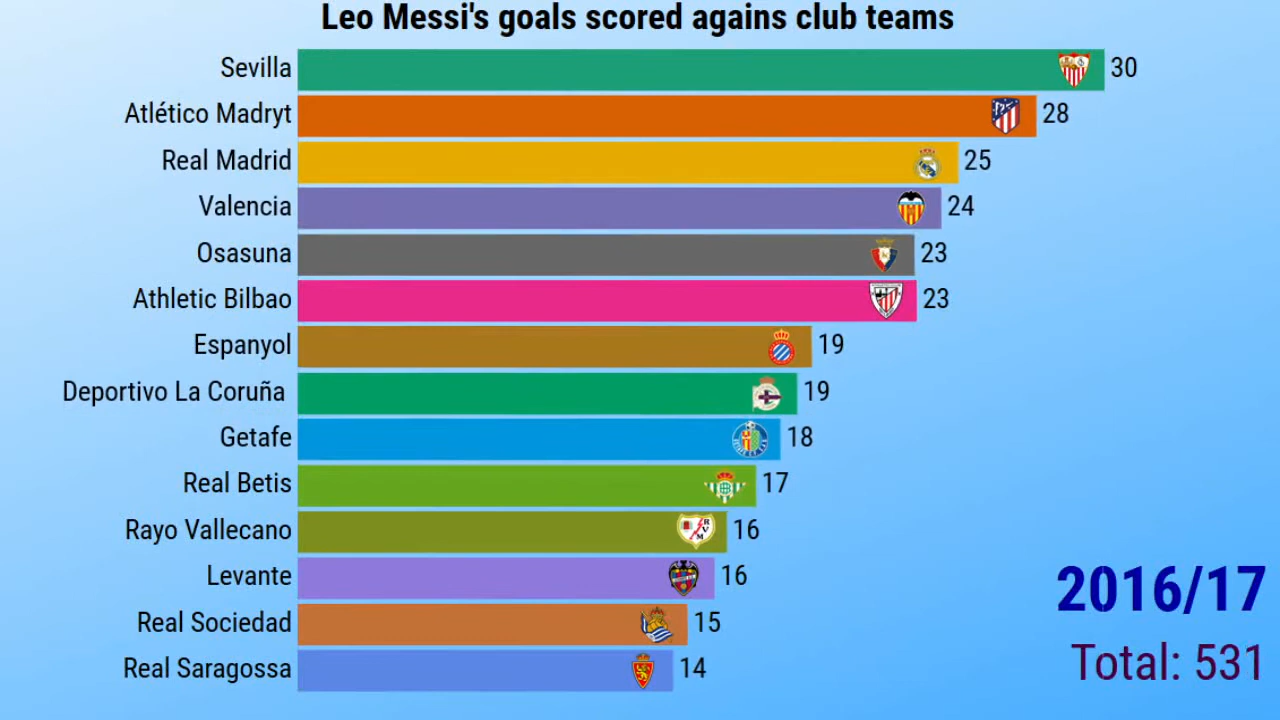 Leo Messi's goals scored agains club teams
Sevilla 30
Atlético Madryt 28
Real Madrid 25
Valencia 24
Osasuna 23
Athletic Bilbao 23
Espanyol 19
Deportivo La Coruña 19
Getafe 18
Real Betis 17
Rayo Vallecano 16
Levante 16
Real Sociedad 15
Real Saragossa 14
2016/17
Total: 531